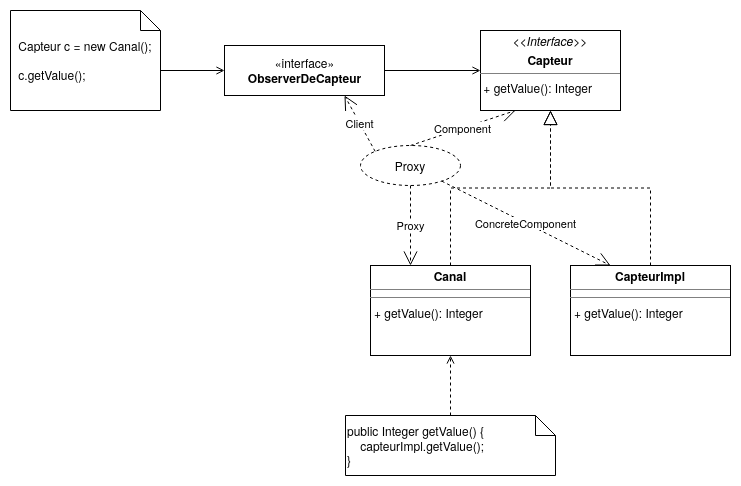 Capteur c = new Canal();
c.getValue();
«interface»
ObserverDeCapteur
<<Interface>>
Capteur
+ getValue(): Integer
Client
Component
Proxy
Proxy
ConcreteComponent
Canal
+ getValue(): Integer
CapteurImpl
+ getValue(): Integer
public Integer getValue() {
capteurImpl.getValue();
}